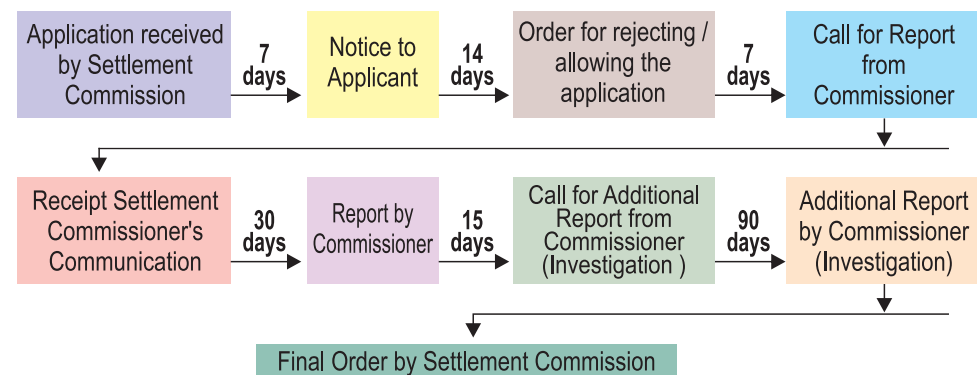 Application received
by Settlement
Commission
7
days
Notice to
Applicant
14
days
Order for rejecting /
allowing the
application
7
days
Call for Report
from
Commissioner
Receipt Settlement
Commissioner's
Communication
30
days
Report by
Commissioner
15
days
Call for Additional
Report from
Commissioner
(Investigation )
90
days
Additional Report
by Commissioner
(Investigation)
Final Order by Settlement Commission